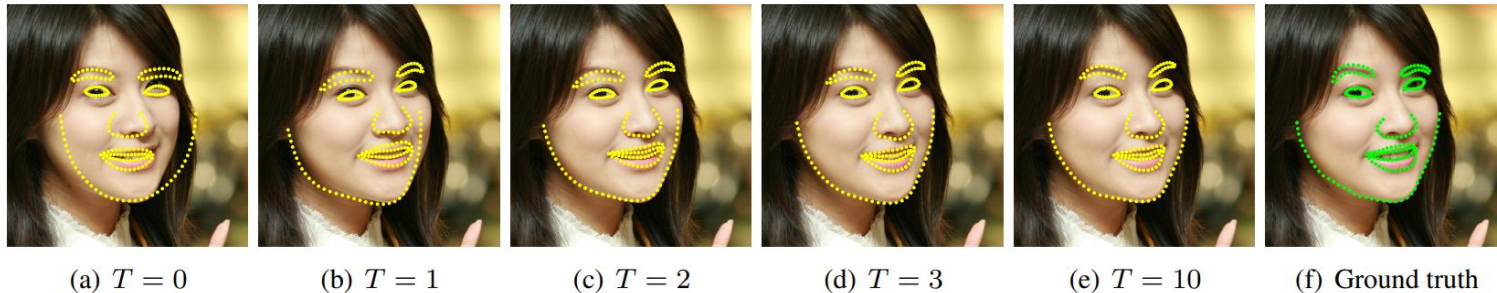 (a) T = 0 (b) T = 1 (c) T = 2 (d) T = 3 (e) T = 10 (f) Ground truth